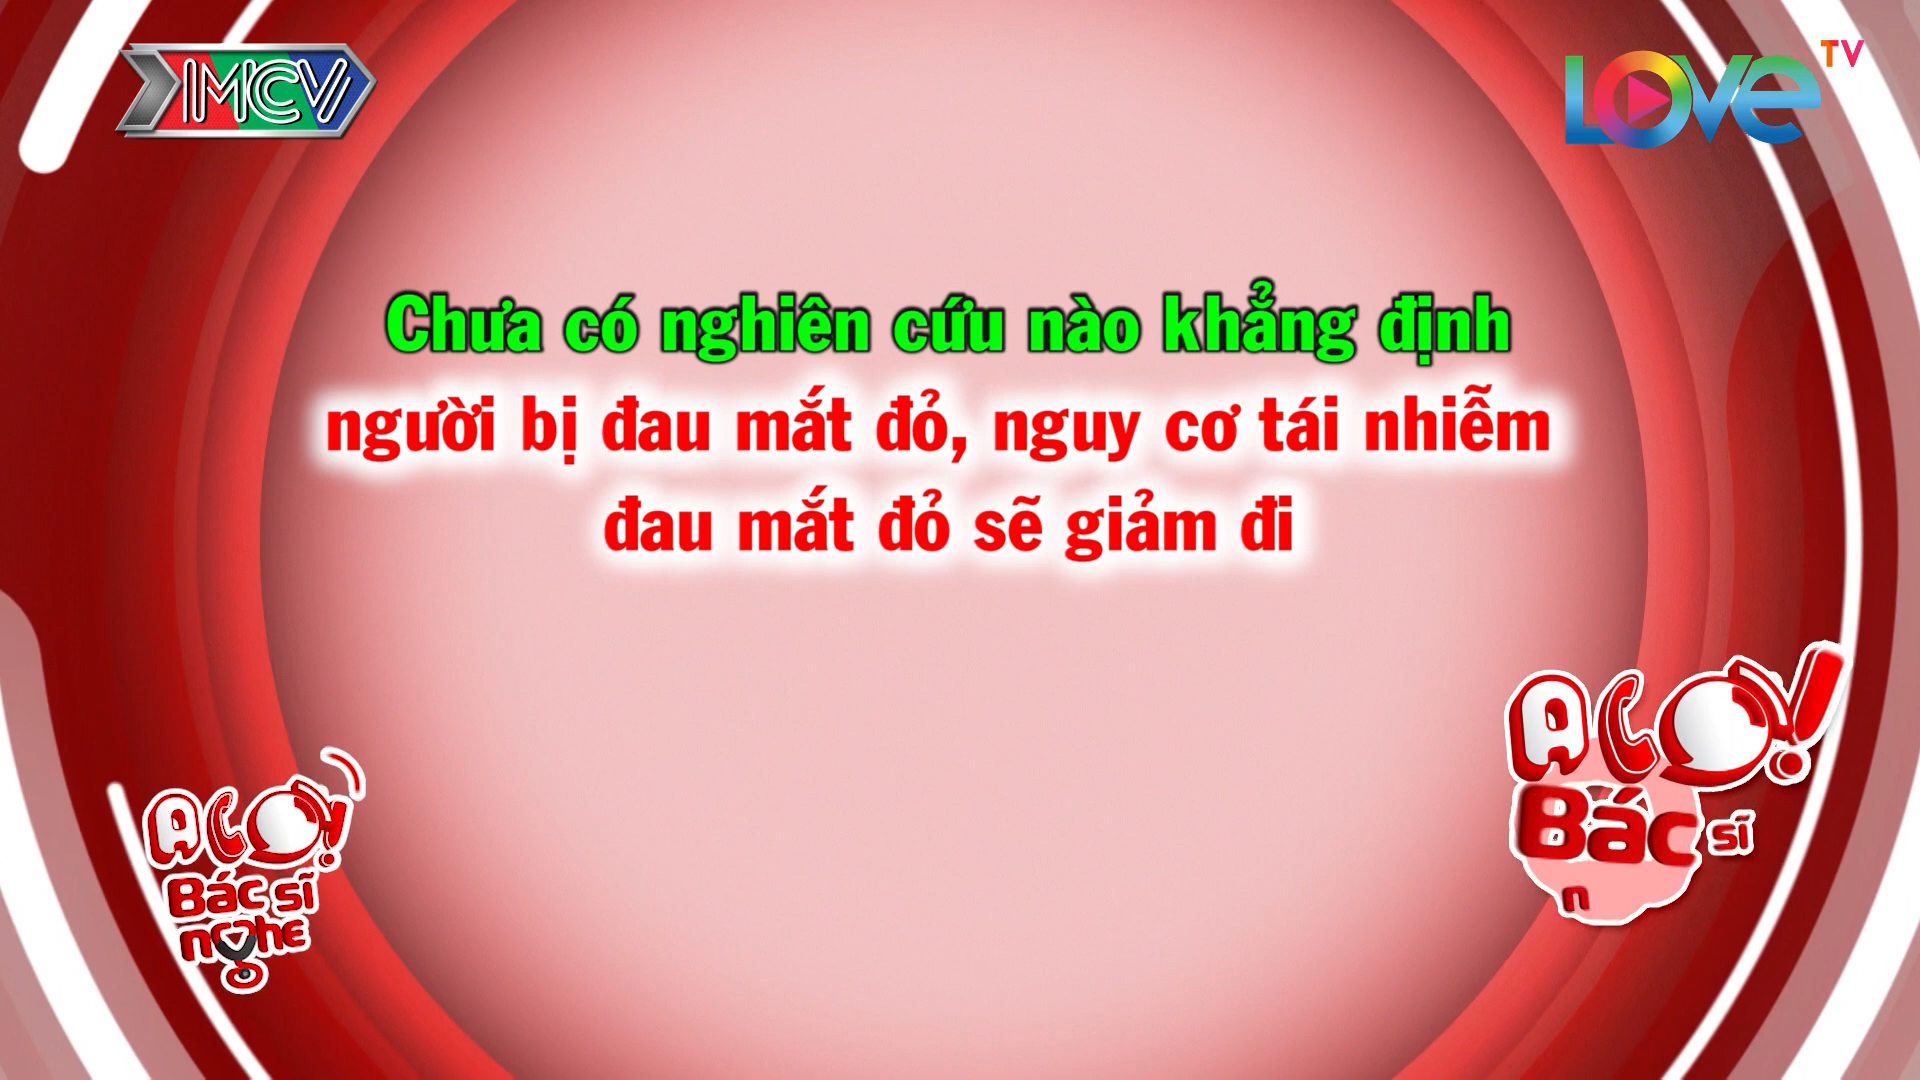 MCV
LOVE TV
Chưa có nghiên cứu nào khẳng định
người bị đau mắt đỏ, nguy cơ tái nhiễm
đau mắt đỏ sẽ giảm đi
ALO!
Bác sĩ
n
ALO!
Bác sĩ
nghe